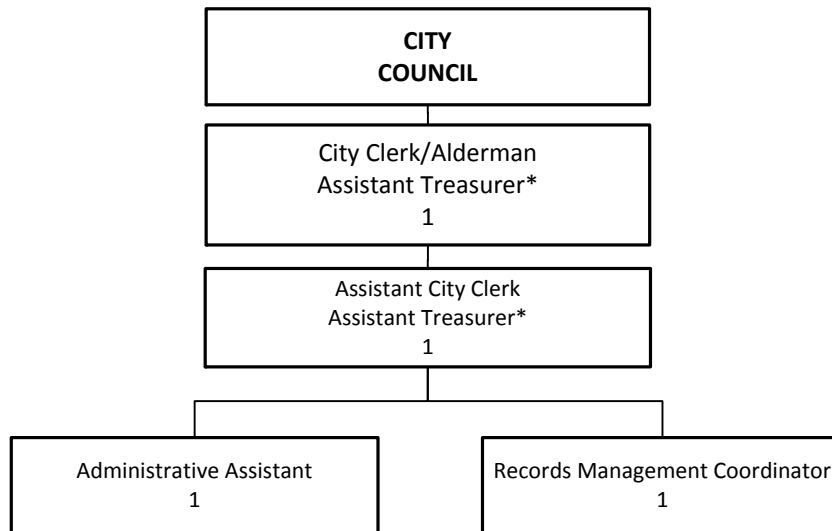 CITY
COUNCIL
City Clerk/Alderman
Assistant Treasurer*
1
Assistant City Clerk
Assistant Treasurer*
1
Administrative Assistant
1
Records Management Coordinator
1